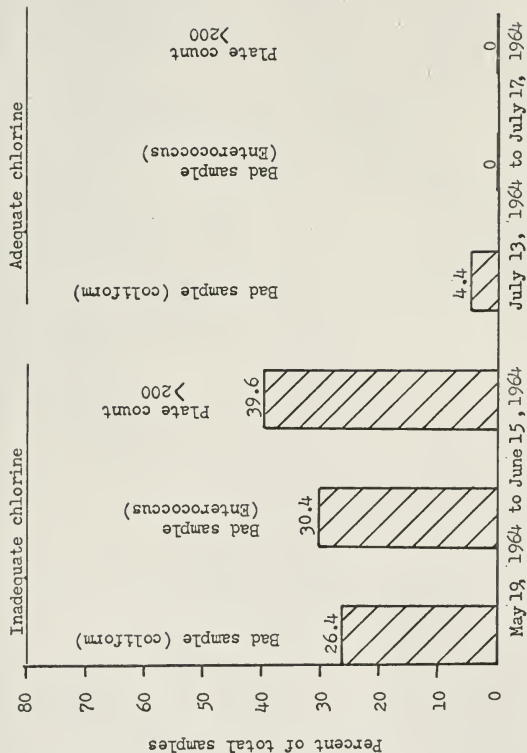 Inadequate chlorine
Adequate chlorine
Percent of total samples
80
70
60
50
40
30
20
10
0
Bad sample (coliform)
26.4
Bad sample
(Enterococcus)
30.4
Plate count
>200
39.6
Bad sample (coliform)
4.4
Bad sample
(Enterococcus)
0
Plate count
>200
0
May 19, 1964 to June 15, 1964
July 13, 1964 to July 17, 1964